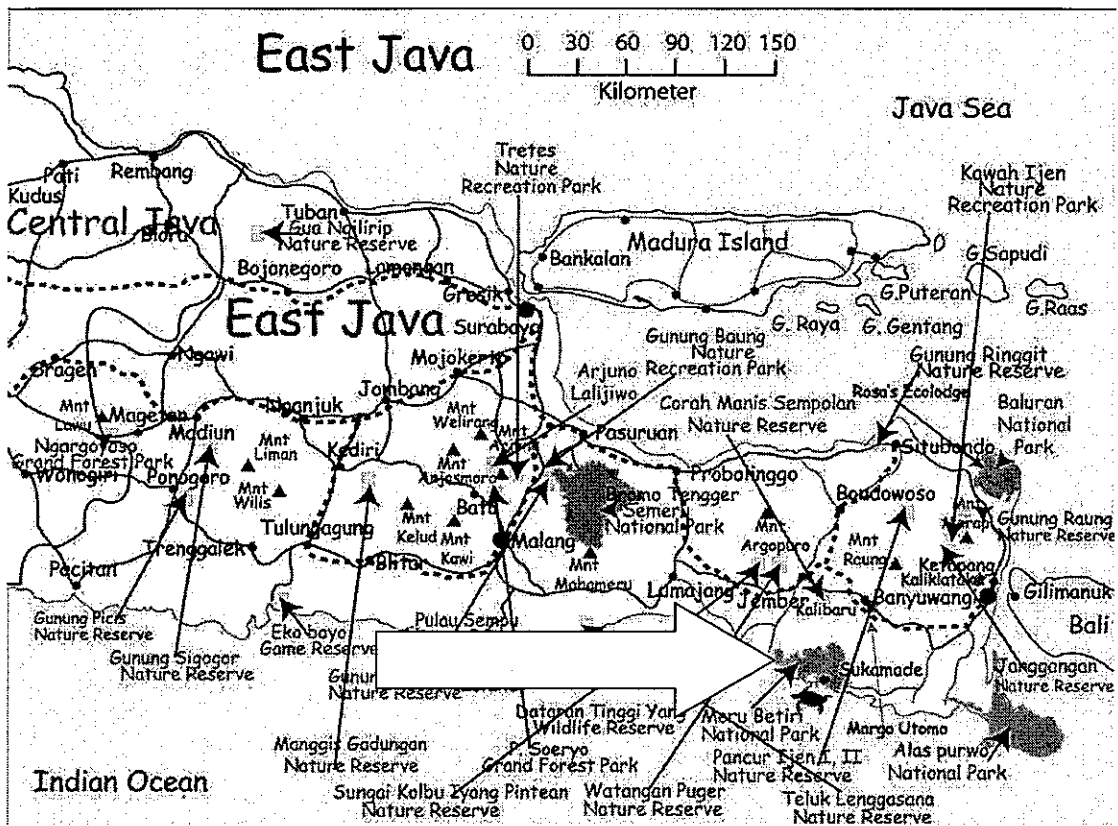 East Java
0 30 60 90 120 150
Kilometer
Java Sea
Tretes
Nature
Recreation Park
Kawah Ijen
Nature
Recreation Park
Pati
Rembang
Kudus
Central Java
Blora
Tuban
Gua Nglirip
Nature Reserve
Bojonegoro
Lamongan
Gresik
Madura Island
Bankalan
G.Sapudi
G.Puteran
G.Raas
G. Raya
G. Gentang
East Java
Surabaya
Gunung Baung
Nature
Recreation Park
Gunung Ringgit
Nature Reserve
Rosa's Ecolodge
Baluran
National
Park
Sragen
Ngawi
Mojokerto
Jombang
Arjuno
Lalijiwo
Corah Manis Sempolan
Nature Reserve
Mnt
Lawu
Magetan
Madiun
Nganjuk
Mnt
Welirang
Mnt
Pasuruan
Situbondo
Ngargoyoso
Grand Forest Park
Wonogiri
Ponogoro
Mnt
Liman
Kediri
Mnt
Anjasmoro
Probolinggo
Mnt
Wilis
Batu
Bromo Tengger
Semeru
National Park
Boudowoso
Mnt
Gunung Raung
Nature Reserve
Tulungagung
Mnt
Kelud
Mnt
Kawi
Malang
Mnt
Argopuro
Mnt
Raung
Ketapang
Trenggalek
Blitar
Mnt
Mahameru
Kaliklatak
Pacitan
Lumajang
Jember
Kalibaru
Banyuwangi
Gilimanuk
Bali
Gunung Picis
Nature Reserve
Eko bayo
Game Reserve
Pulau Sempu
Gunung Sigogor
Nature Reserve
Nature Reserve
Sukamade
Janggangan
Nature Reserve
Dataran Tinggi Yang
Wildlife Reserve
Meru Betiri
National Park
Margo Utomo
Manggis Gadungan
Nature Reserve
P. Soeryo
Grand Forest Park
Pancur Ijen I, II
Nature Reserve
Alas purwo
National Park
Indian Ocean
Sungai Kolbu Iyang Pintean
Nature Reserve
Watangan Puger
Nature Reserve
Teluk Lenggasana
Nature Reserve